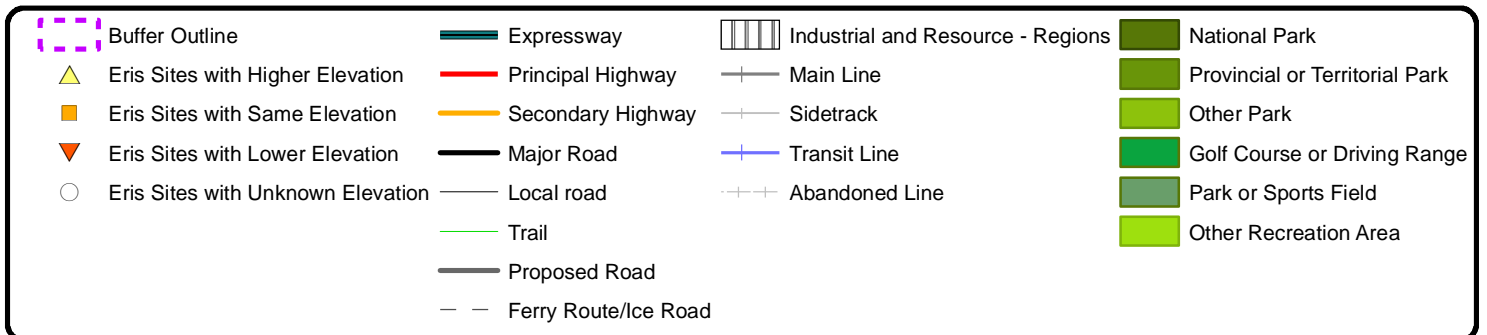 Buffer Outline
Eris Sites with Higher Elevation
Eris Sites with Same Elevation
Eris Sites with Lower Elevation
Eris Sites with Unknown Elevation
Expressway
Principal Highway
Secondary Highway
Major Road
Local road
Trail
Proposed Road
Ferry Route/Ice Road
Industrial and Resource - Regions
Main Line
Sidetrack
Transit Line
Abandoned Line
National Park
Provincial or Territorial Park
Other Park
Golf Course or Driving Range
Park or Sports Field
Other Recreation Area